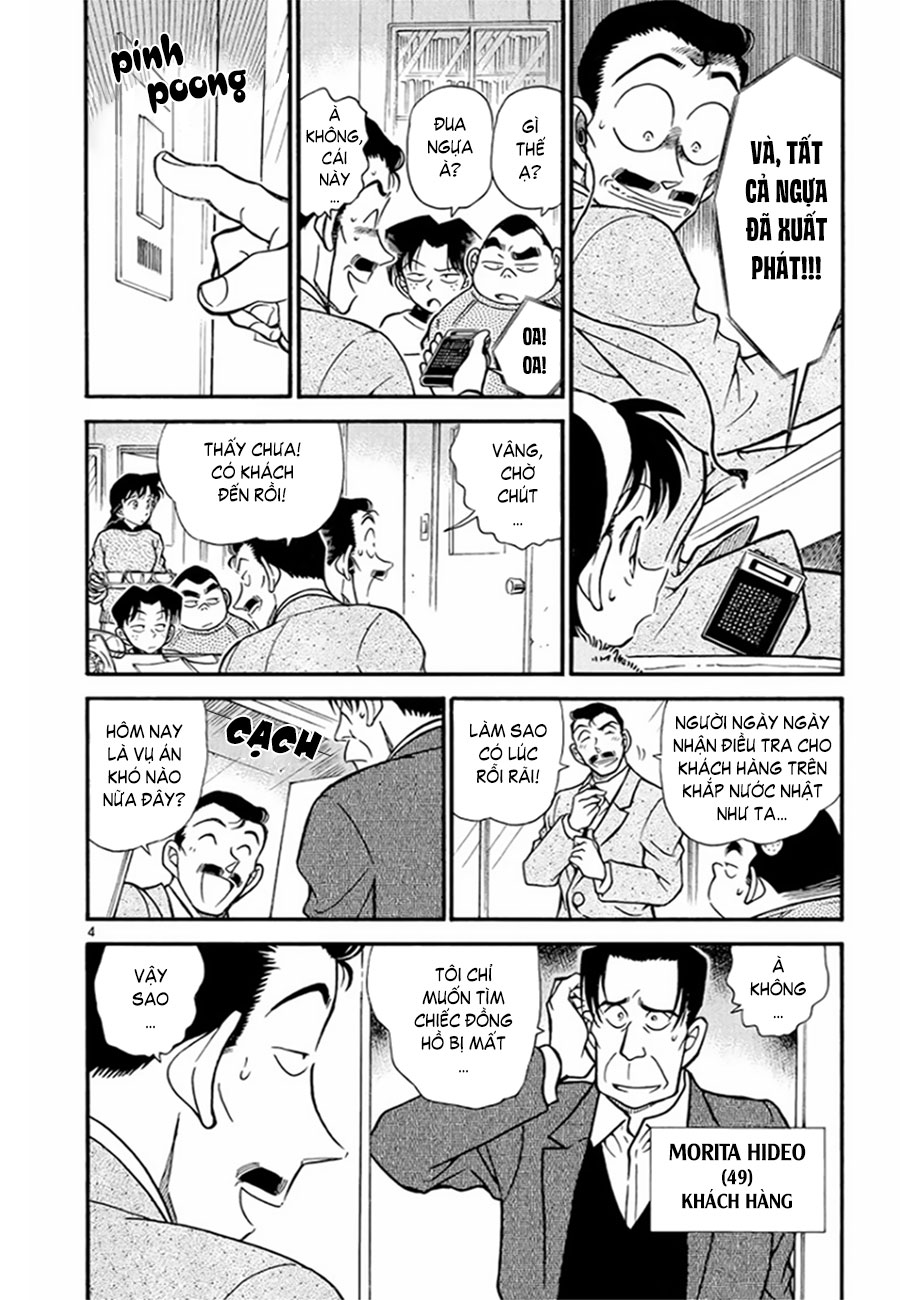 VÀ, TẤT
CẢ NGỰA
ĐÃ XUẤT
PHÁT!!!
GÌ
THẾ
Ạ?
ĐUA
NGỰA
À?
OA!
OA!
À
KHÔNG,
CÁI
NÀY
...
pính
poong
VÂNG,
CHỜ
CHÚT
...
THẤY CHƯA!
CÓ KHÁCH
ĐẾN RỒI!
NGƯỜI NGÀY NGÀY
NHẬN ĐIỀU TRA CHO
KHÁCH HÀNG TRÊN
KHẮP NƯỚC NHẬT
NHƯ TA...
LÀM SAO
CÓ LÚC
RỒI RÃI!
CẠCH
HÔM NAY
LÀ VỤ ÁN
KHÓ NÀO
NỮA ĐÂY?
4
À
KHÔNG
...
TÔI CHỈ
MUỐN TÌM
CHIẾC ĐỒNG
HỒ BỊ MẤT
...
MORITA HIDEO
(49)
KHÁCH HÀNG
VẬY
SAO
...